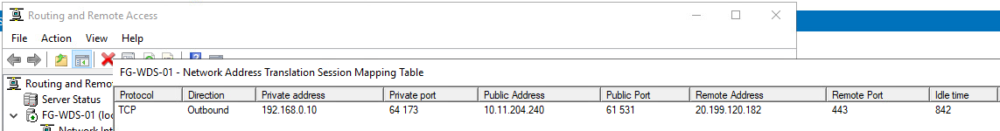 Routing and Remote Access
File Action View Help
FG-WDS-01 - Network Address Translation Session Mapping Table
Routing and Remo
Protocol Direction Private address Private port Public Address Public Port Remote Address Remote Port Idle time
Server Status
TCP Outbound 192.168.0.10 64 173 10.11.204.240 61 531 20.199.120.182 443 842
FG-WDS-01 (loc
Network Int